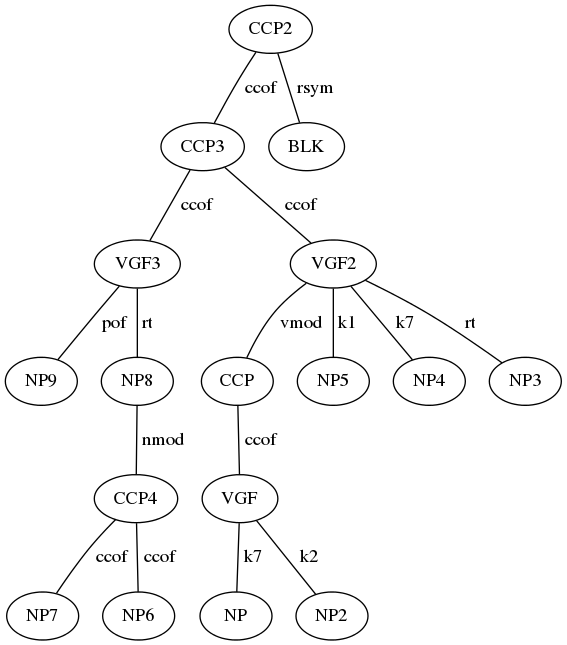 CCP2
ccof rsym
CCP3 BLK
ccof ccof
VGF3 VGF2
pof rt vmod k1 k7 rt
NP9 NP8 CCP NP5 NP4 NP3
nmod ccof
CCP4 VGF
ccof ccof k7 k2
NP7 NP6 NP NP2